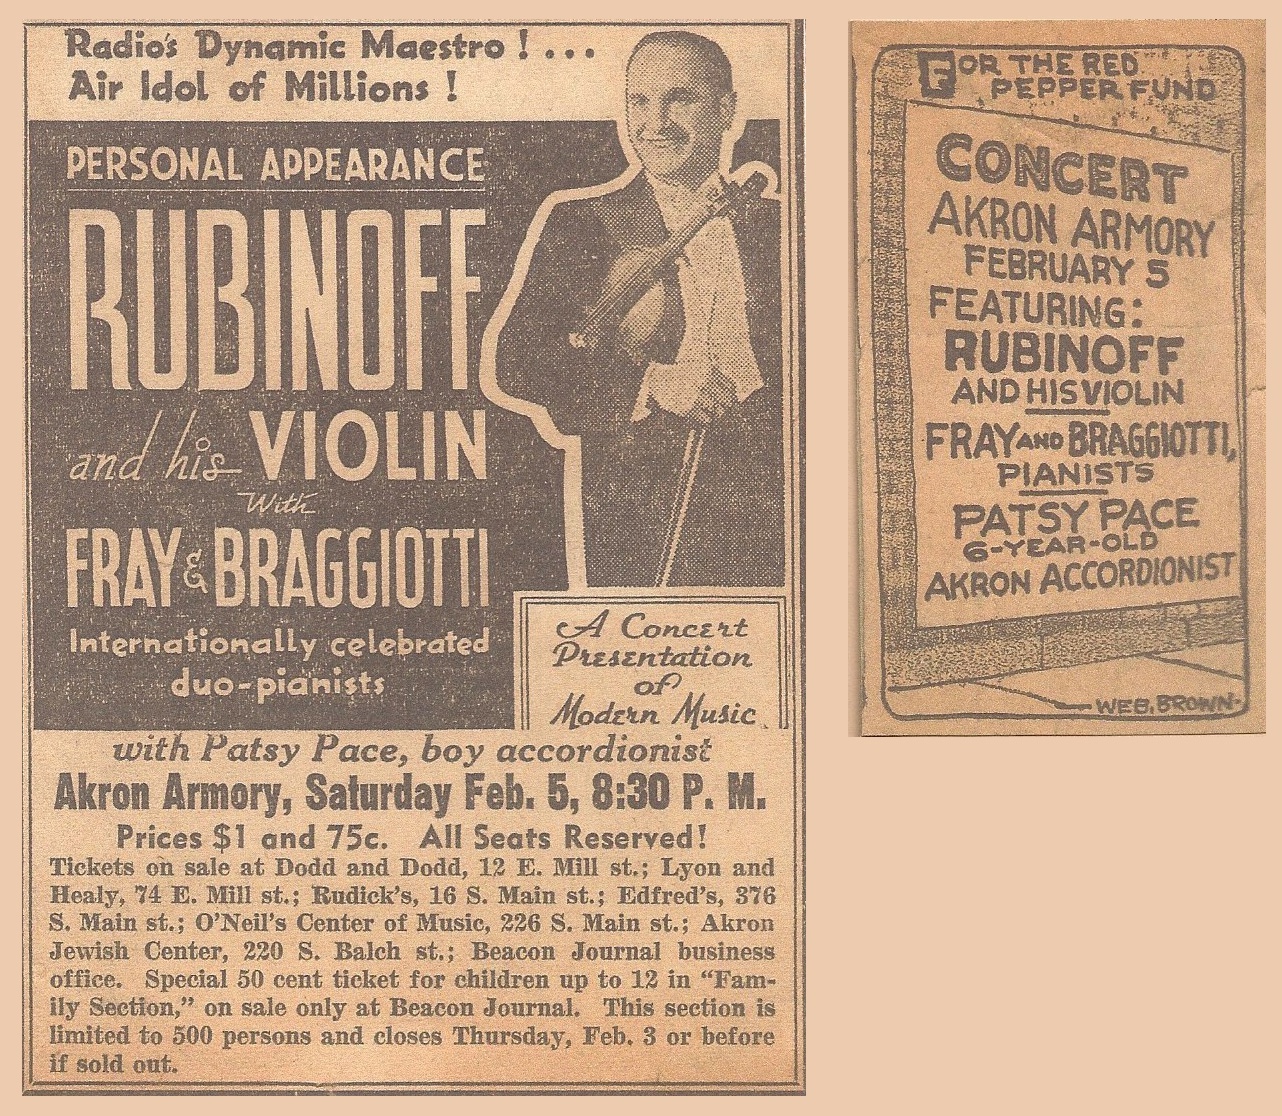 Radio's Dynamic Maestro ! ...
Air Idol of Millions !
PERSONAL APPEARANCE
RUBINOFF
and his VIOLIN
With
FRAY & BRAGGIOTTI
Internationally celebrated
duo-pianists
A Concert
Presentation
of
Modern Music
with Patsy Pace, boy accordionist
Akron Armory, Saturday Feb. 5, 8:30 P. M.
Prices $1 and 75c. All Seats Reserved!
Tickets on sale at Dodd and Dodd, 12 E. Mill st.; Lyon and
Healy, 74 E. Mill st.; Rudick's, 16 S. Main st.; Edfred's, 376
S. Main st.; O'Neil's Center of Music, 226 S. Main st.; Akron
Jewish Center, 220 S. Balch st.; Beacon Journal business
office. Special 50 cent ticket for children up to 12 in "Fam-
ily Section," on sale only at Beacon Journal. This section is
limited to 500 persons and closes Thursday, Feb. 3 or before
if sold out.
FOR THE RED
PEPPER FUND
CONCERT
AKRON ARMORY
FEBRUARY 5
FEATURING:
RUBINOFF
AND HIS VIOLIN
FRAY AND BRAGGIOTTI,
PIANISTS
PATSY PACE
6-YEAR-OLD
AKRON ACCORDIONIST
WEB. BROWN-